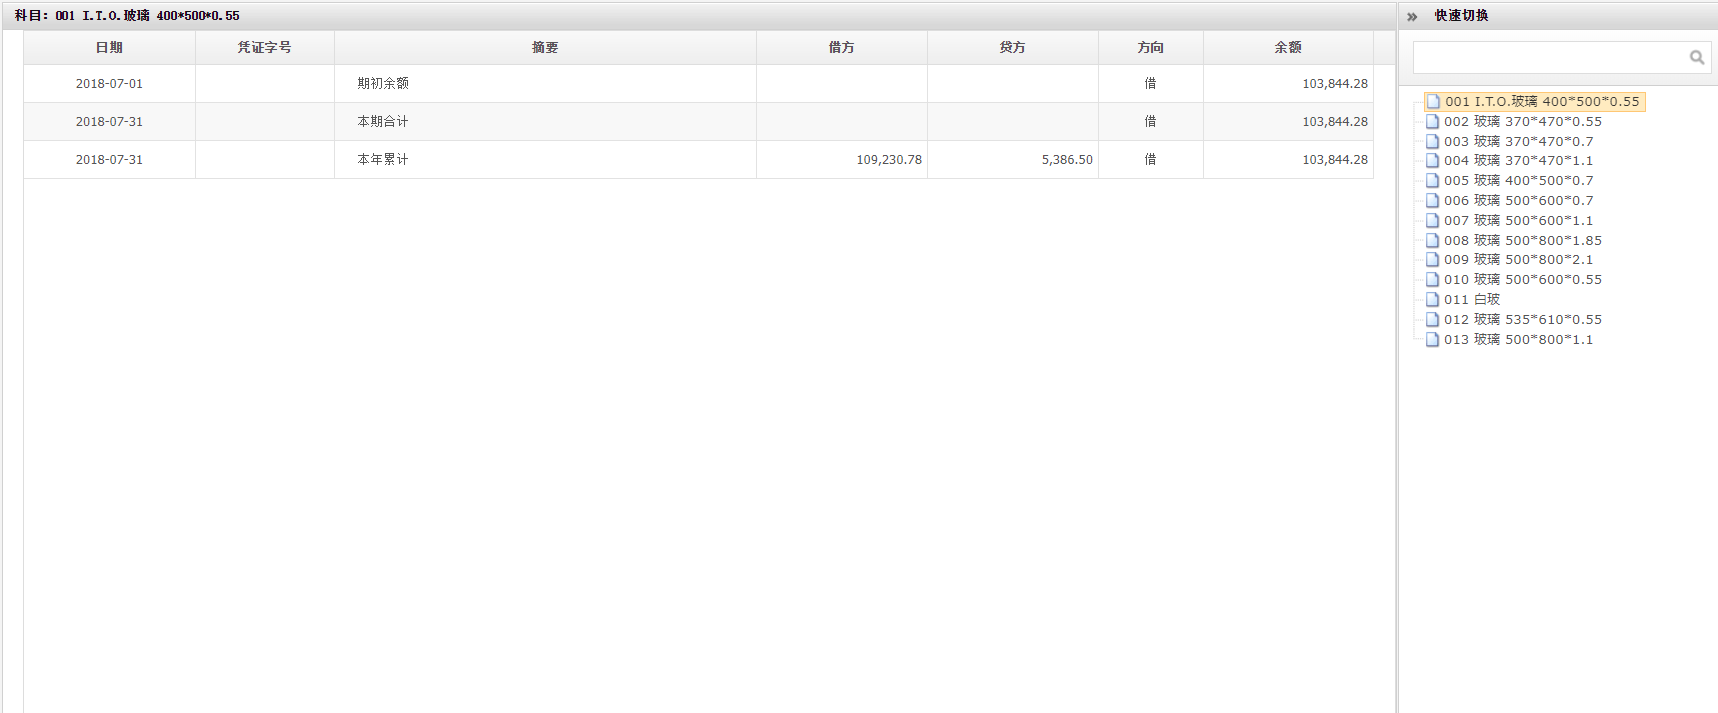 科目：001 I.T.O.玻璃 400*500*0.55
日期 凭证字号 摘要 借方 贷方 方向 余额
2018-07-01 期初余额 借 103,844.28
2018-07-31 本期合计 借 103,844.28
2018-07-31 本年累计 109,230.78 5,386.50 借 103,844.28
快速切换
001 I.T.O.玻璃 400*500*0.55
002 玻璃 370*470*0.55
003 玻璃 370*470*0.7
004 玻璃 370*470*1.1
005 玻璃 400*500*0.7
006 玻璃 500*600*0.7
007 玻璃 500*600*1.1
008 玻璃 500*800*1.85
009 玻璃 500*800*2.1
010 玻璃 500*600*0.55
011 白玻
012 玻璃 535*610*0.55
013 玻璃 500*800*1.1